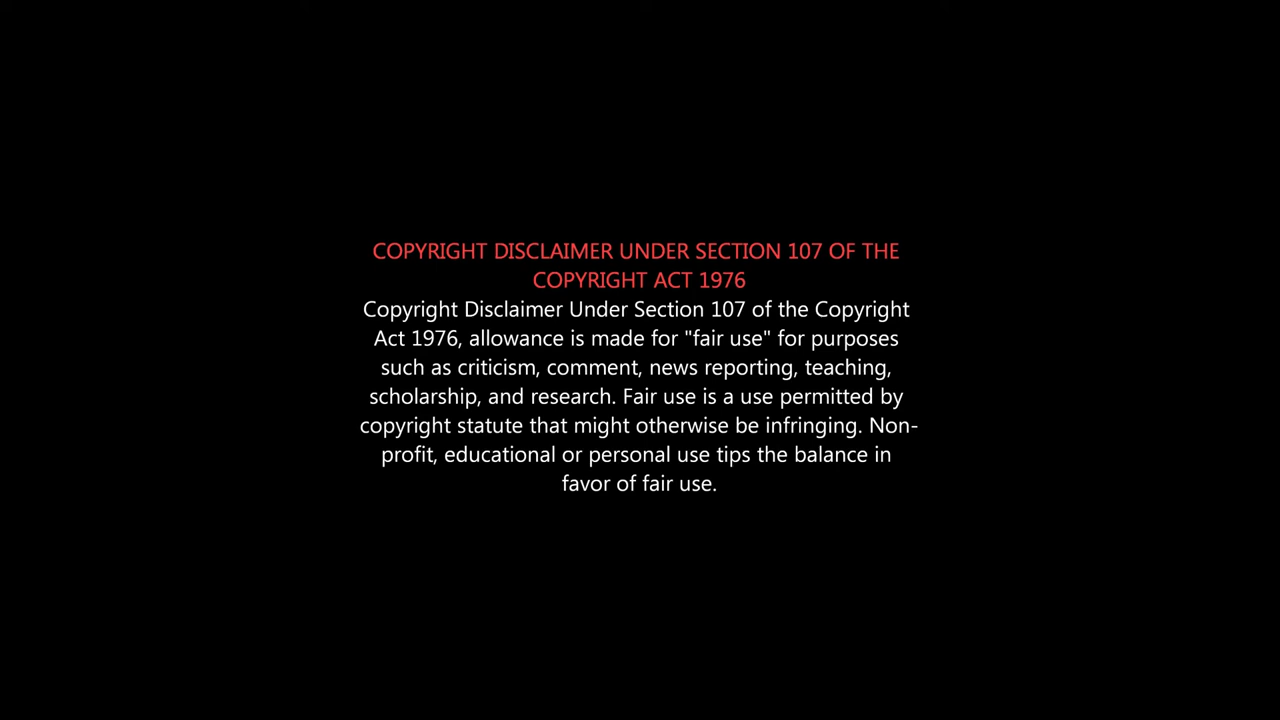 COPYRIGHT DISCLAIMER UNDER SECTION 107 OF THE
COPYRIGHT ACT 1976
Copyright Disclaimer Under Section 107 of the Copyright
Act 1976, allowance is made for "fair use" for purposes
such as criticism, comment, news reporting, teaching,
scholarship, and research. Fair use is a use permitted by
copyright statute that might otherwise be infringing. Non-
profit, educational or personal use tips the balance in
favor of fair use.